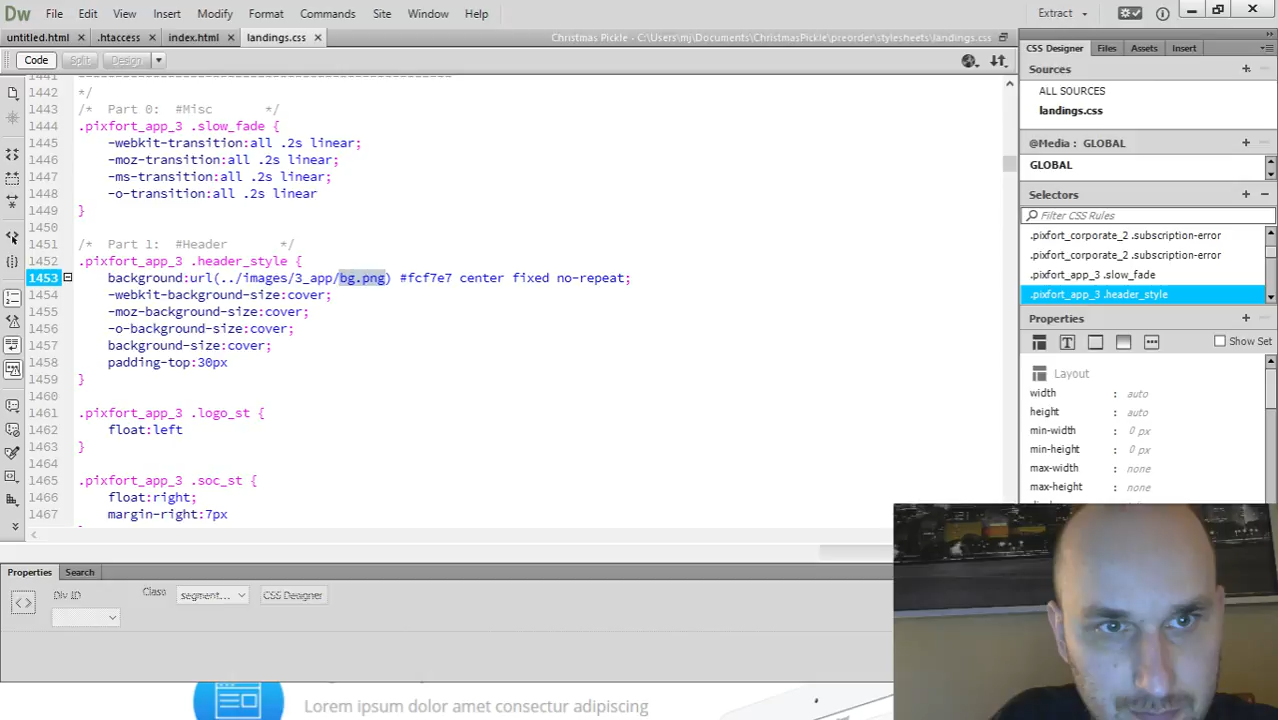 Dw File Edit View Insert Modify Format Commands Site Window Help Extract
untitled.html × .htaccess × index.html × landings.css × Christmas Pickle - C:\Users\mj\Documents\ChristmasPickle\preorder\stylesheets\landings.css
Code Split Design
1442 */
1443 /* Part 0: #Misc */
1444 .pixfort_app_3 .slow_fade {
1445 -webkit-transition:all .2s linear;
1446 -moz-transition:all .2s linear;
1447 -ms-transition:all .2s linear;
1448 -o-transition:all .2s linear
1449 }
1450
1451 /* Part 1: #Header */
1452 .pixfort_app_3 .header_style {
1453 background:url(../images/3_app/bg.png) #fcf7e7 center fixed no-repeat;
1454 -webkit-background-size:cover;
1455 -moz-background-size:cover;
1456 -o-background-size:cover;
1457 background-size:cover;
1458 padding-top:30px
1459 }
1460
1461 .pixfort_app_3 .logo_st {
1462 float:left
1463 }
1464
1465 .pixfort_app_3 .soc_st {
1466 float:right;
1467 margin-right:7px
CSS Designer Files Assets Insert
Sources
ALL SOURCES
landings.css
@Media : GLOBAL
GLOBAL
Selectors
Filter CSS Rules
.pixfort_corporate_2 .subscription-error
.pixfort_corporate_2 .subscription-error
.pixfort_app_3 .slow_fade
.pixfort_app_3 .header_style
Properties
Show Set
Layout
width : auto
height : auto
min-width : 0 px
min-height : 0 px
max-width : none
max-height : none
Properties Search
Div ID Class segment... CSS Designer
Lorem ipsum dolor amet consectur adipiscing